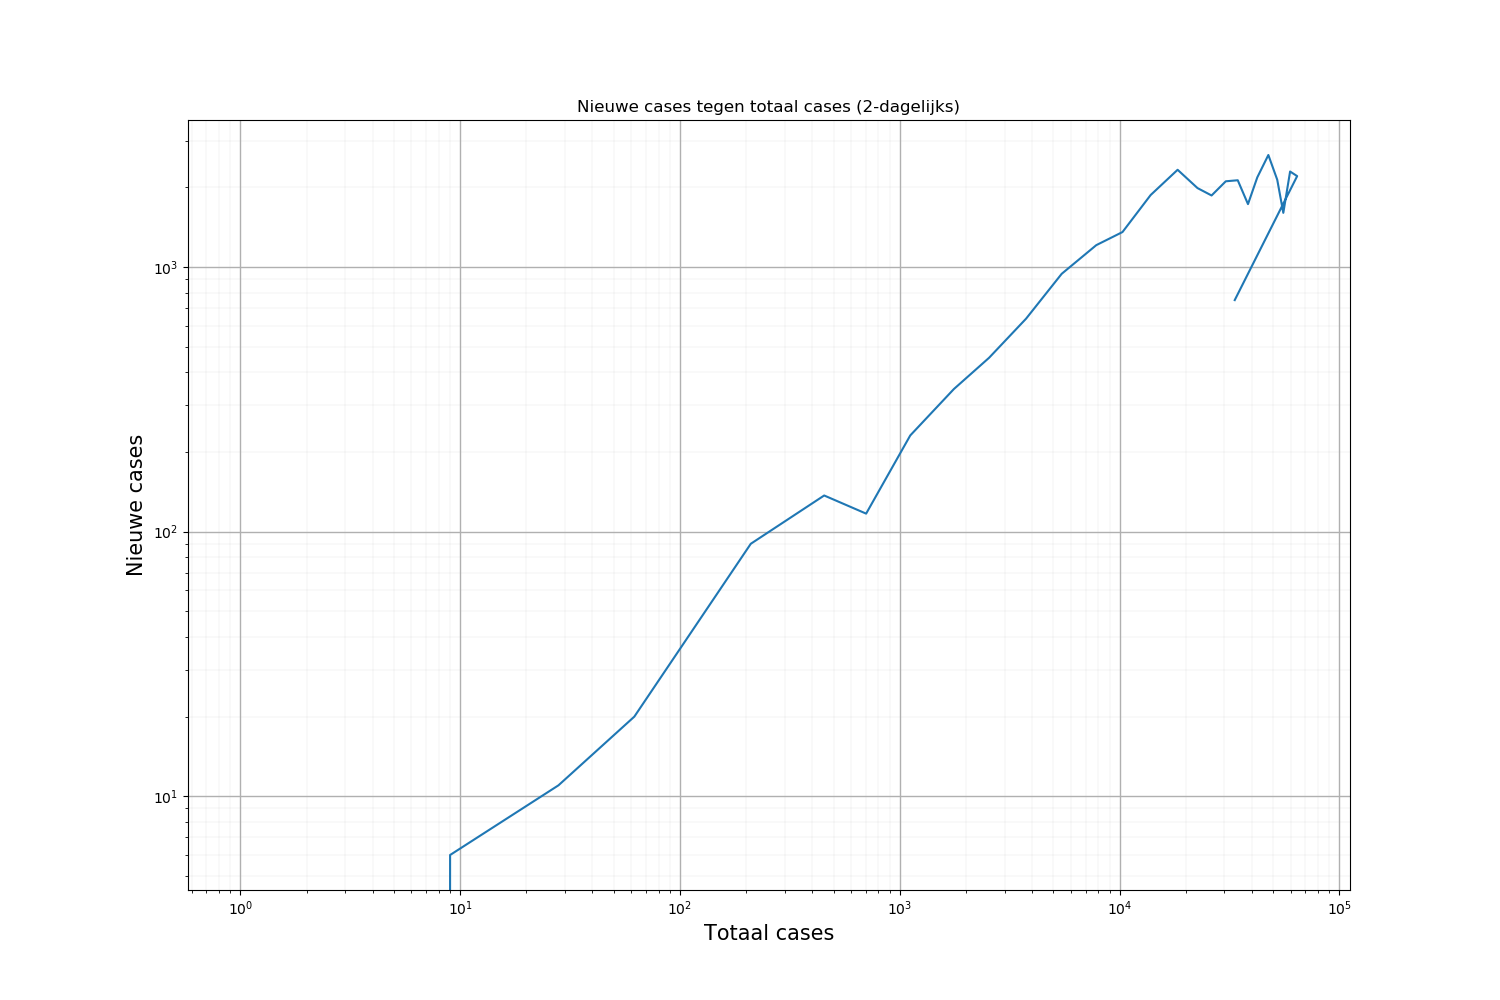 Nieuwe cases tegen totaal cases (2-dagelijks)
Nieuwe cases
10³
10²
10¹
10⁰ 10¹ 10² 10³ 10⁴ 10⁵
Totaal cases